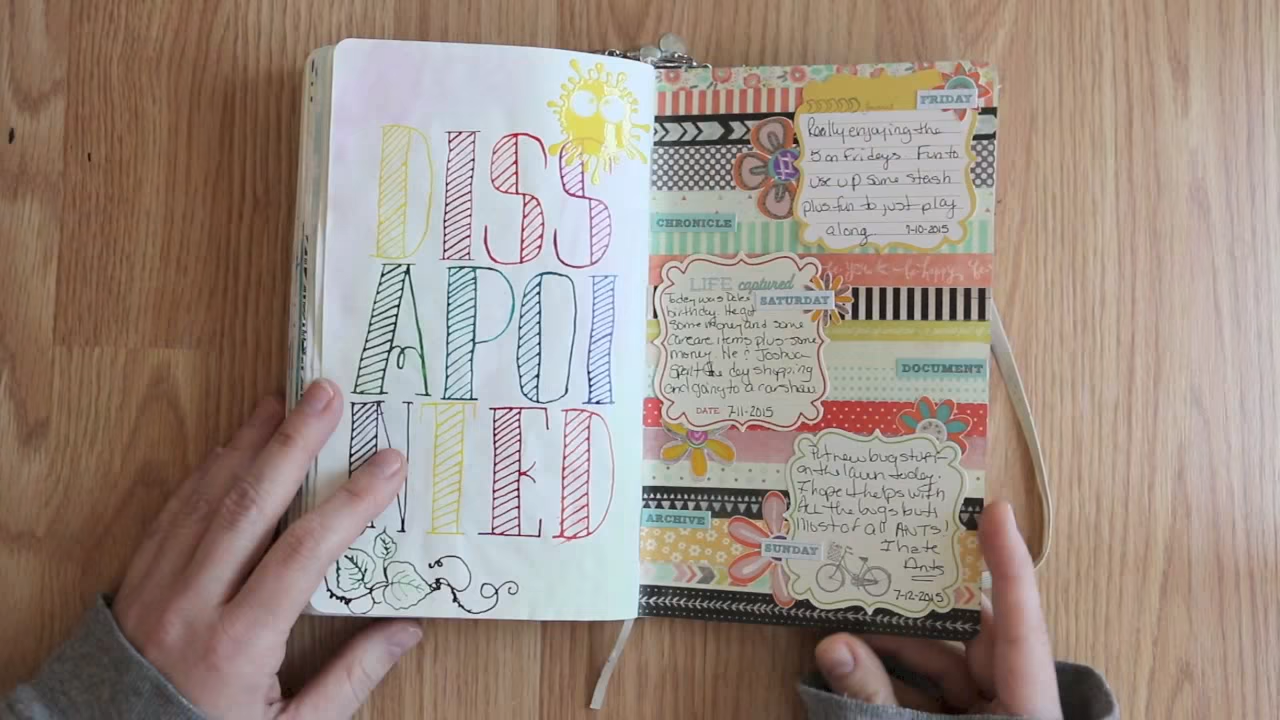 DISS
APOI
NTED
FRIDAY
Really enjoying the
5 on Fridays. Fun to
use up some stash
plus fun to just play
along. 7-10-2015
CHRONICLE
be happy
LIFE captured
SATURDAY
Today was
birthday. He got
some money and some
items plus some
money. He & Joshua
spent the day shopping
and going to a car show
DATE 7-11-2015
DOCUMENT
Put new bug stuff
on the lawn today.
I hope it helps with
All the bugs but
Most of all ANTS!
I hate
Ants
7-12-2015
ARCHIVE
SUNDAY